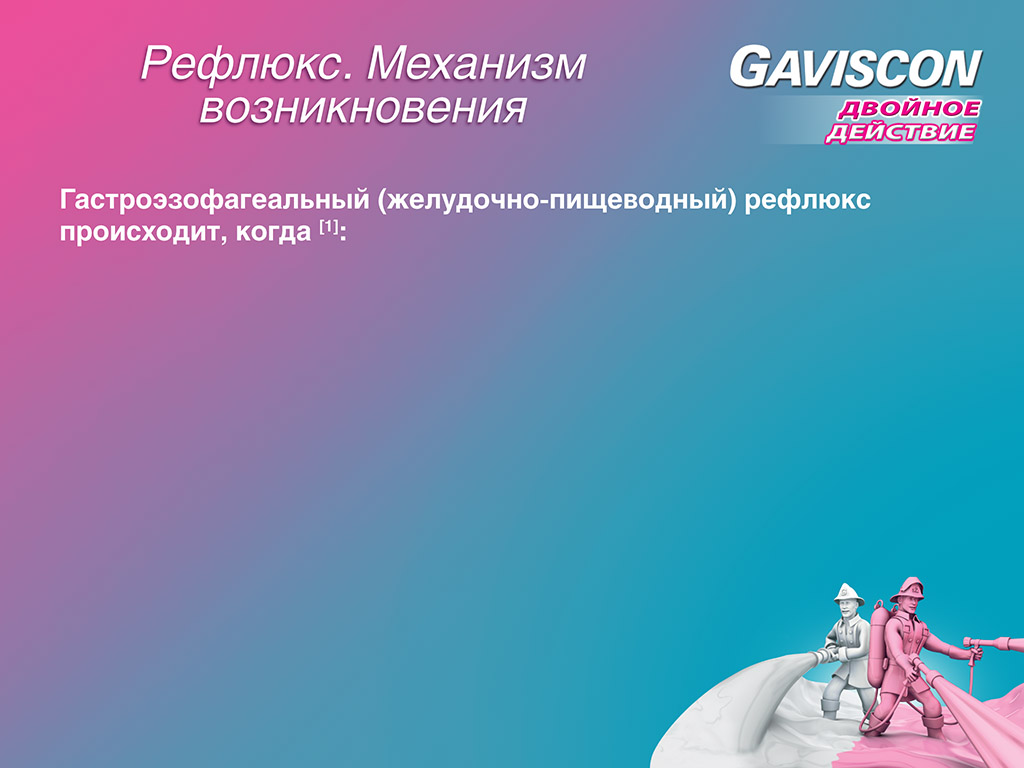 Рефлюкс. Механизм
возникновения
GAVISCON
ДВОЙНОЕ
ДЕЙСТВИЕ
Гастроэзофагеальный (желудочно-пищеводный) рефлюкс
происходит, когда [1]: